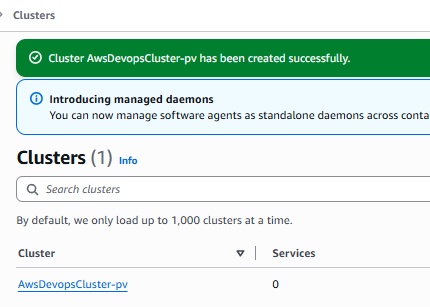 Clusters
Cluster AwsDevopsCluster-pv has been created successfully.
Introducing managed daemons
You can now manage software agents as standalone daemons across conta
Clusters (1) Info
Search clusters
By default, we only load up to 1,000 clusters at a time.
Cluster Services
AwsDevopsCluster-pv 0